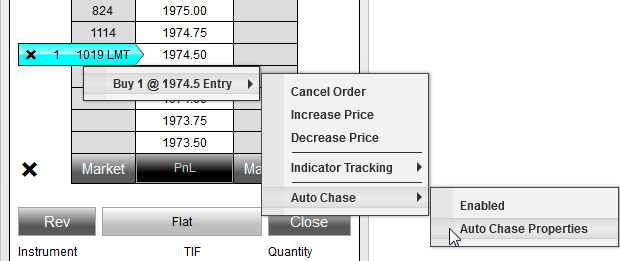 824 1975.00
1114 1974.75
1 1019 LMT 1974.50
Buy 1 @ 1974.5 Entry
Cancel Order
Increase Price
Decrease Price
Indicator Tracking
Auto Chase
Enabled
Auto Chase Properties
1973.75
1973.50
Market PnL Ma
Rev Flat Close
Instrument TIF Quantity